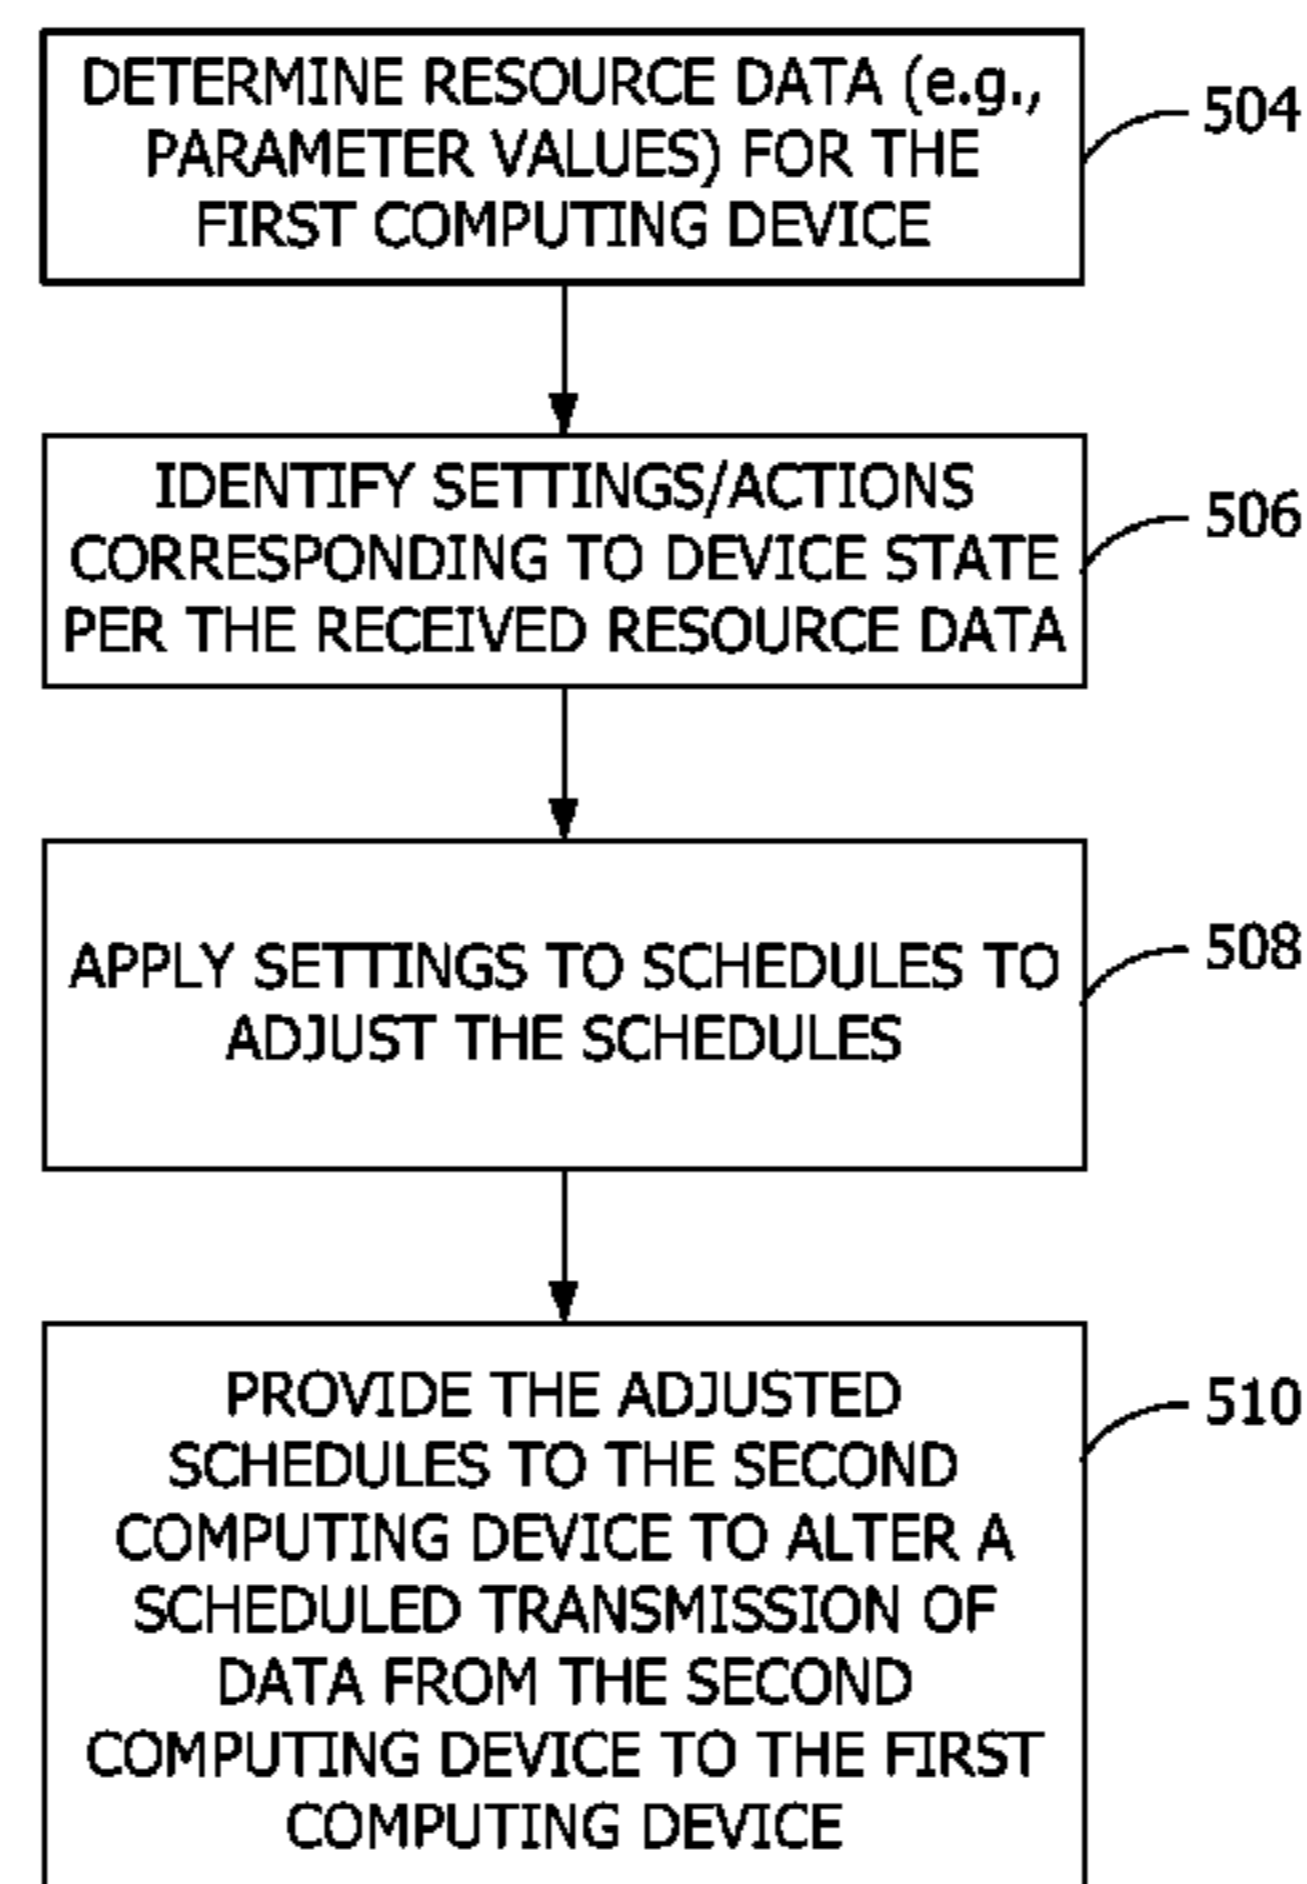 DETERMINE RESOURCE DATA (e.g.,
PARAMETER VALUES) FOR THE
FIRST COMPUTING DEVICE
504
IDENTIFY SETTINGS/ACTIONS
CORRESPONDING TO DEVICE STATE
PER THE RECEIVED RESOURCE DATA
506
APPLY SETTINGS TO SCHEDULES TO
ADJUST THE SCHEDULES
508
PROVIDE THE ADJUSTED
SCHEDULES TO THE SECOND
COMPUTING DEVICE TO ALTER A
SCHEDULED TRANSMISSION OF
DATA FROM THE SECOND
COMPUTING DEVICE TO THE FIRST
COMPUTING DEVICE
510